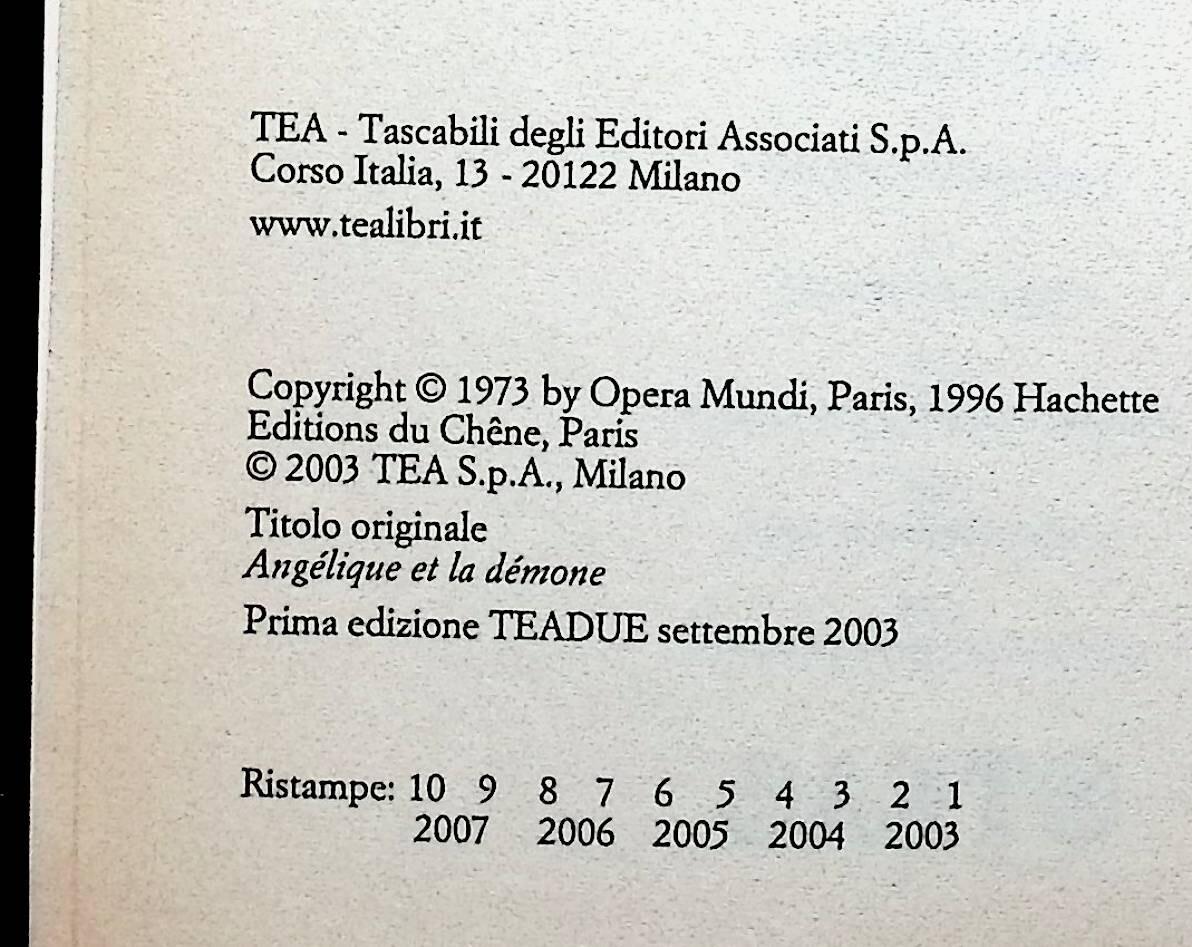 TEA - Tascabili degli Editori Associati S.p.A.
Corso Italia, 13 - 20122 Milano
www.tealibri.it
Copyright © 1973 by Opera Mundi, Paris, 1996 Hachette
Editions du Chêne, Paris
© 2003 TEA S.p.A., Milano
Titolo originale
Angélique et la démone
Prima edizione TEADUE settembre 2003
Ristampe: 10 9 8 7 6 5 4 3 2 1
2007 2006 2005 2004 2003